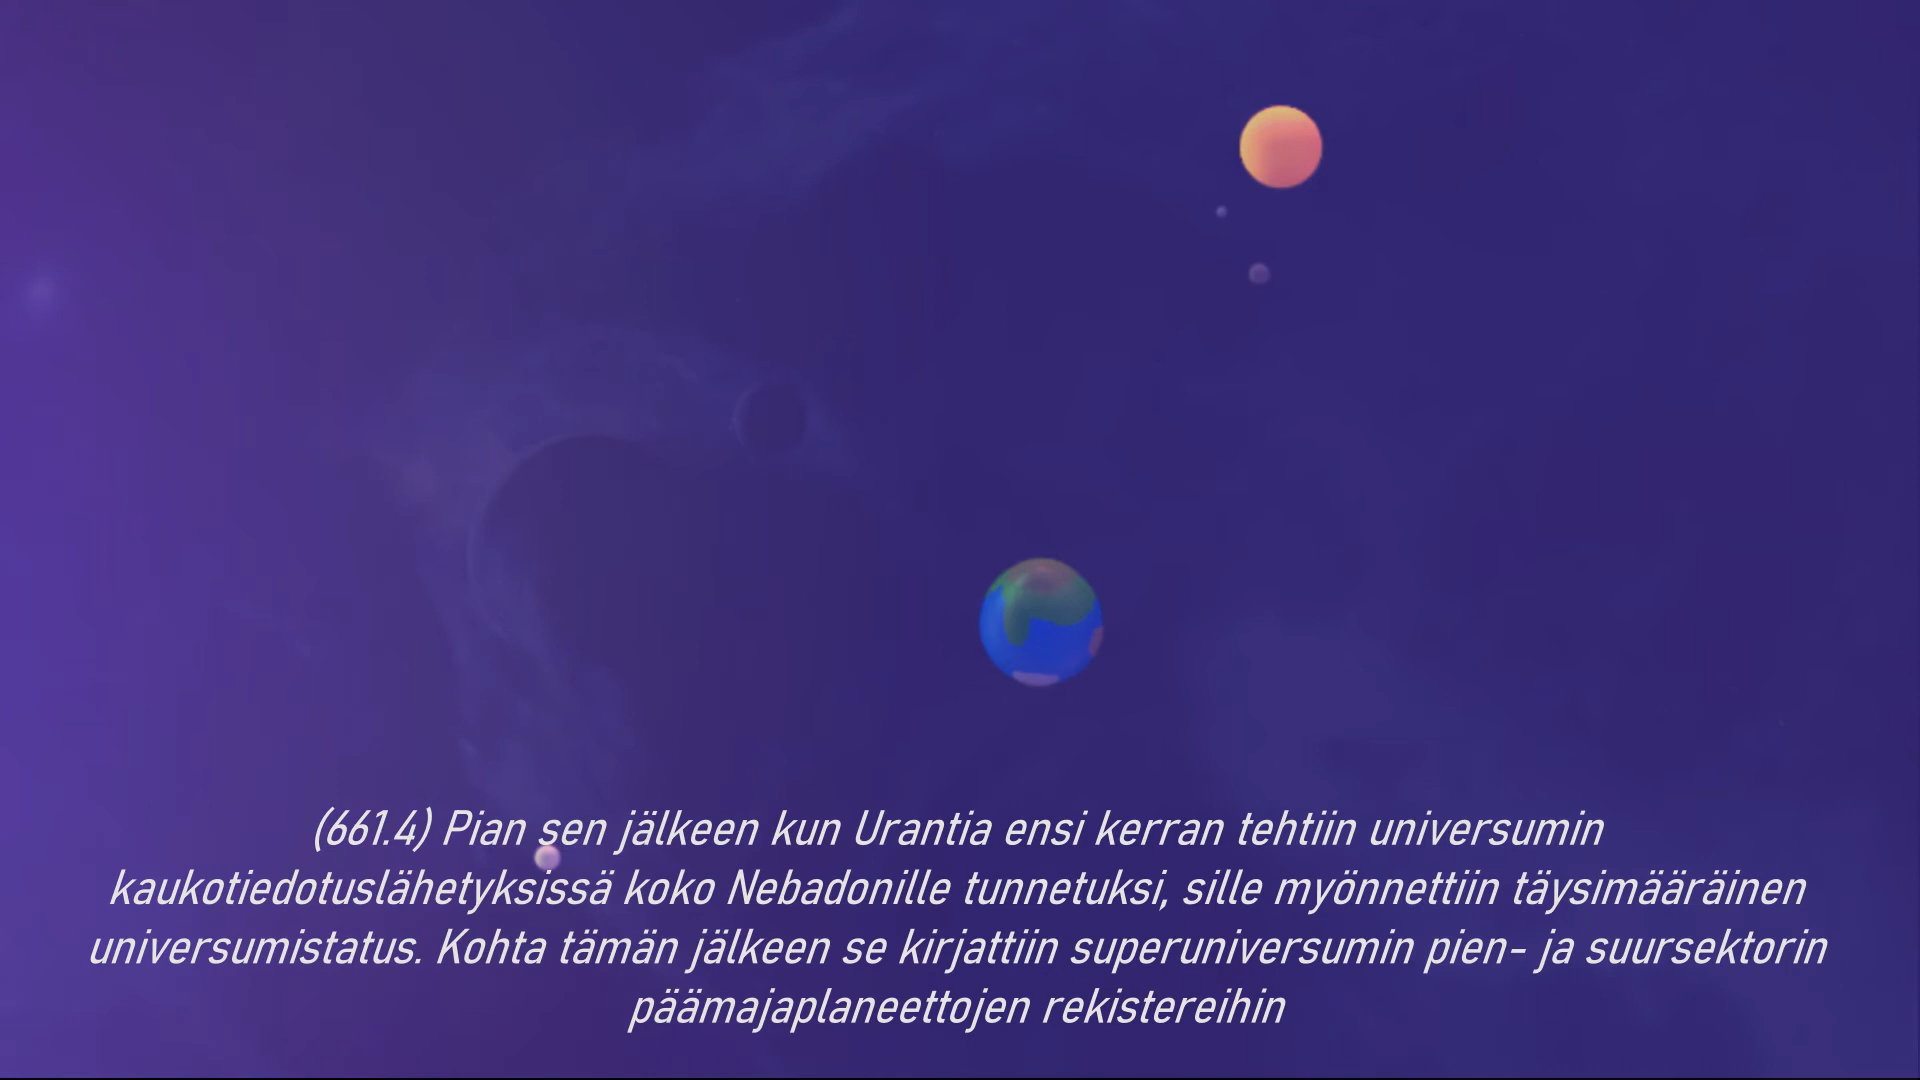 (661.4) Pian sen jälkeen kun Urantia ensi kerran tehtiin universumin
kaukotiedotuslähetyksissä koko Nebadonille tunnetuksi, sille myönnettiin täysimääräinen
universumistatus. Kohta tämän jälkeen se kirjattiin superuniversumin pien- ja suursektorin
päämajaplaneettojen rekistereihin